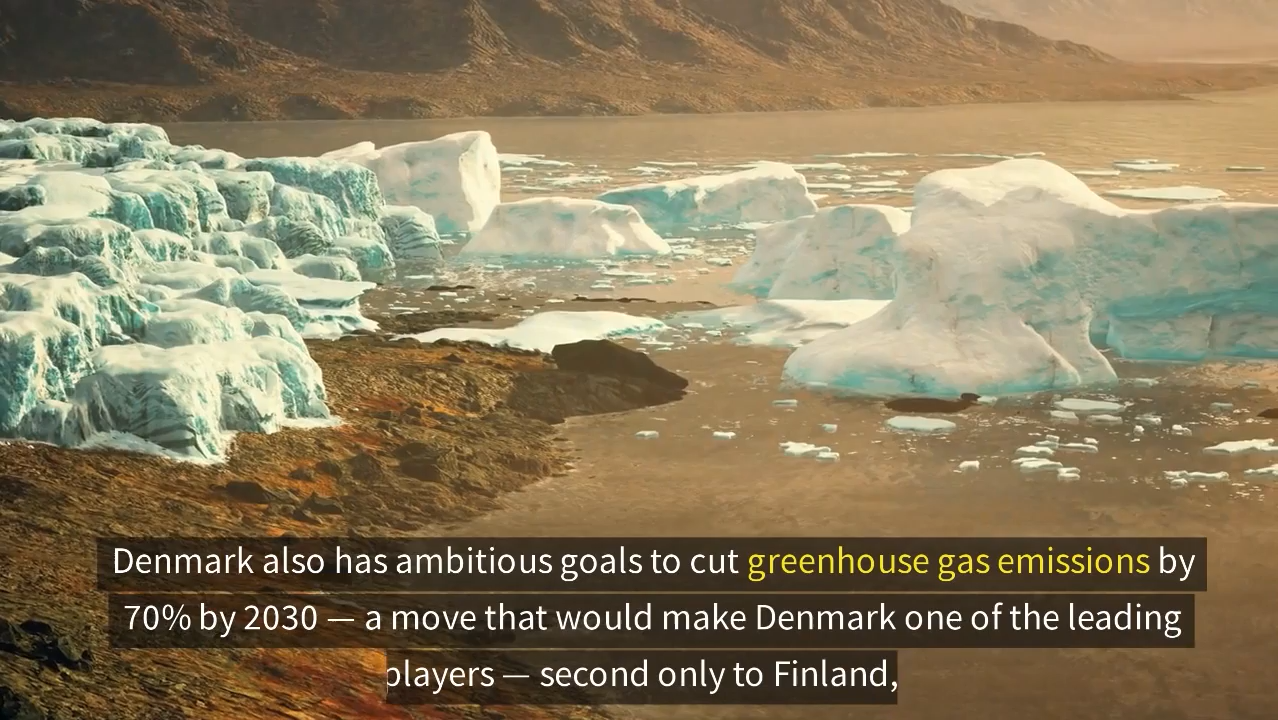 Denmark also has ambitious goals to cut greenhouse gas emissions by
70% by 2030 — a move that would make Denmark one of the leading
players — second only to Finland,